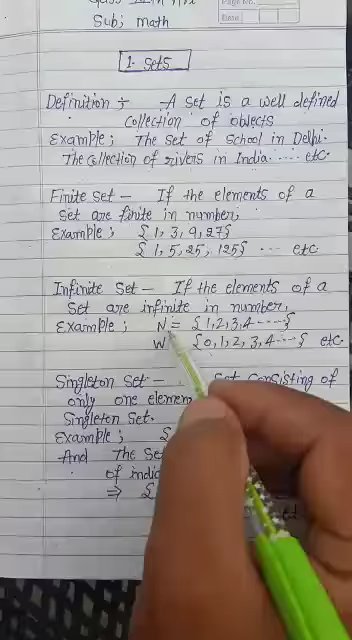 Page No.
Date
Sub; math
1. Sets
Definition ÷ A set is a well defined
collection of objects
Example; The set of school in Delhi.
The collection of rivers in India..... etc.
Finite Set - If the elements of a
set are finite in number,
Example; { 1, 3, 9, 27}
{ 1, 5, 25, 125} ... etc
Infinite Set - If the elements of a
set are infinite in number.
Example; N = { 1, 2, 3, 4 ----}
W { 0, 1, 2, 3, 4 ---} etc.
Singleton Set - Set consisting of
only one elemen
Singleton Set.
Example; {
And The Se
of india
⇒ {